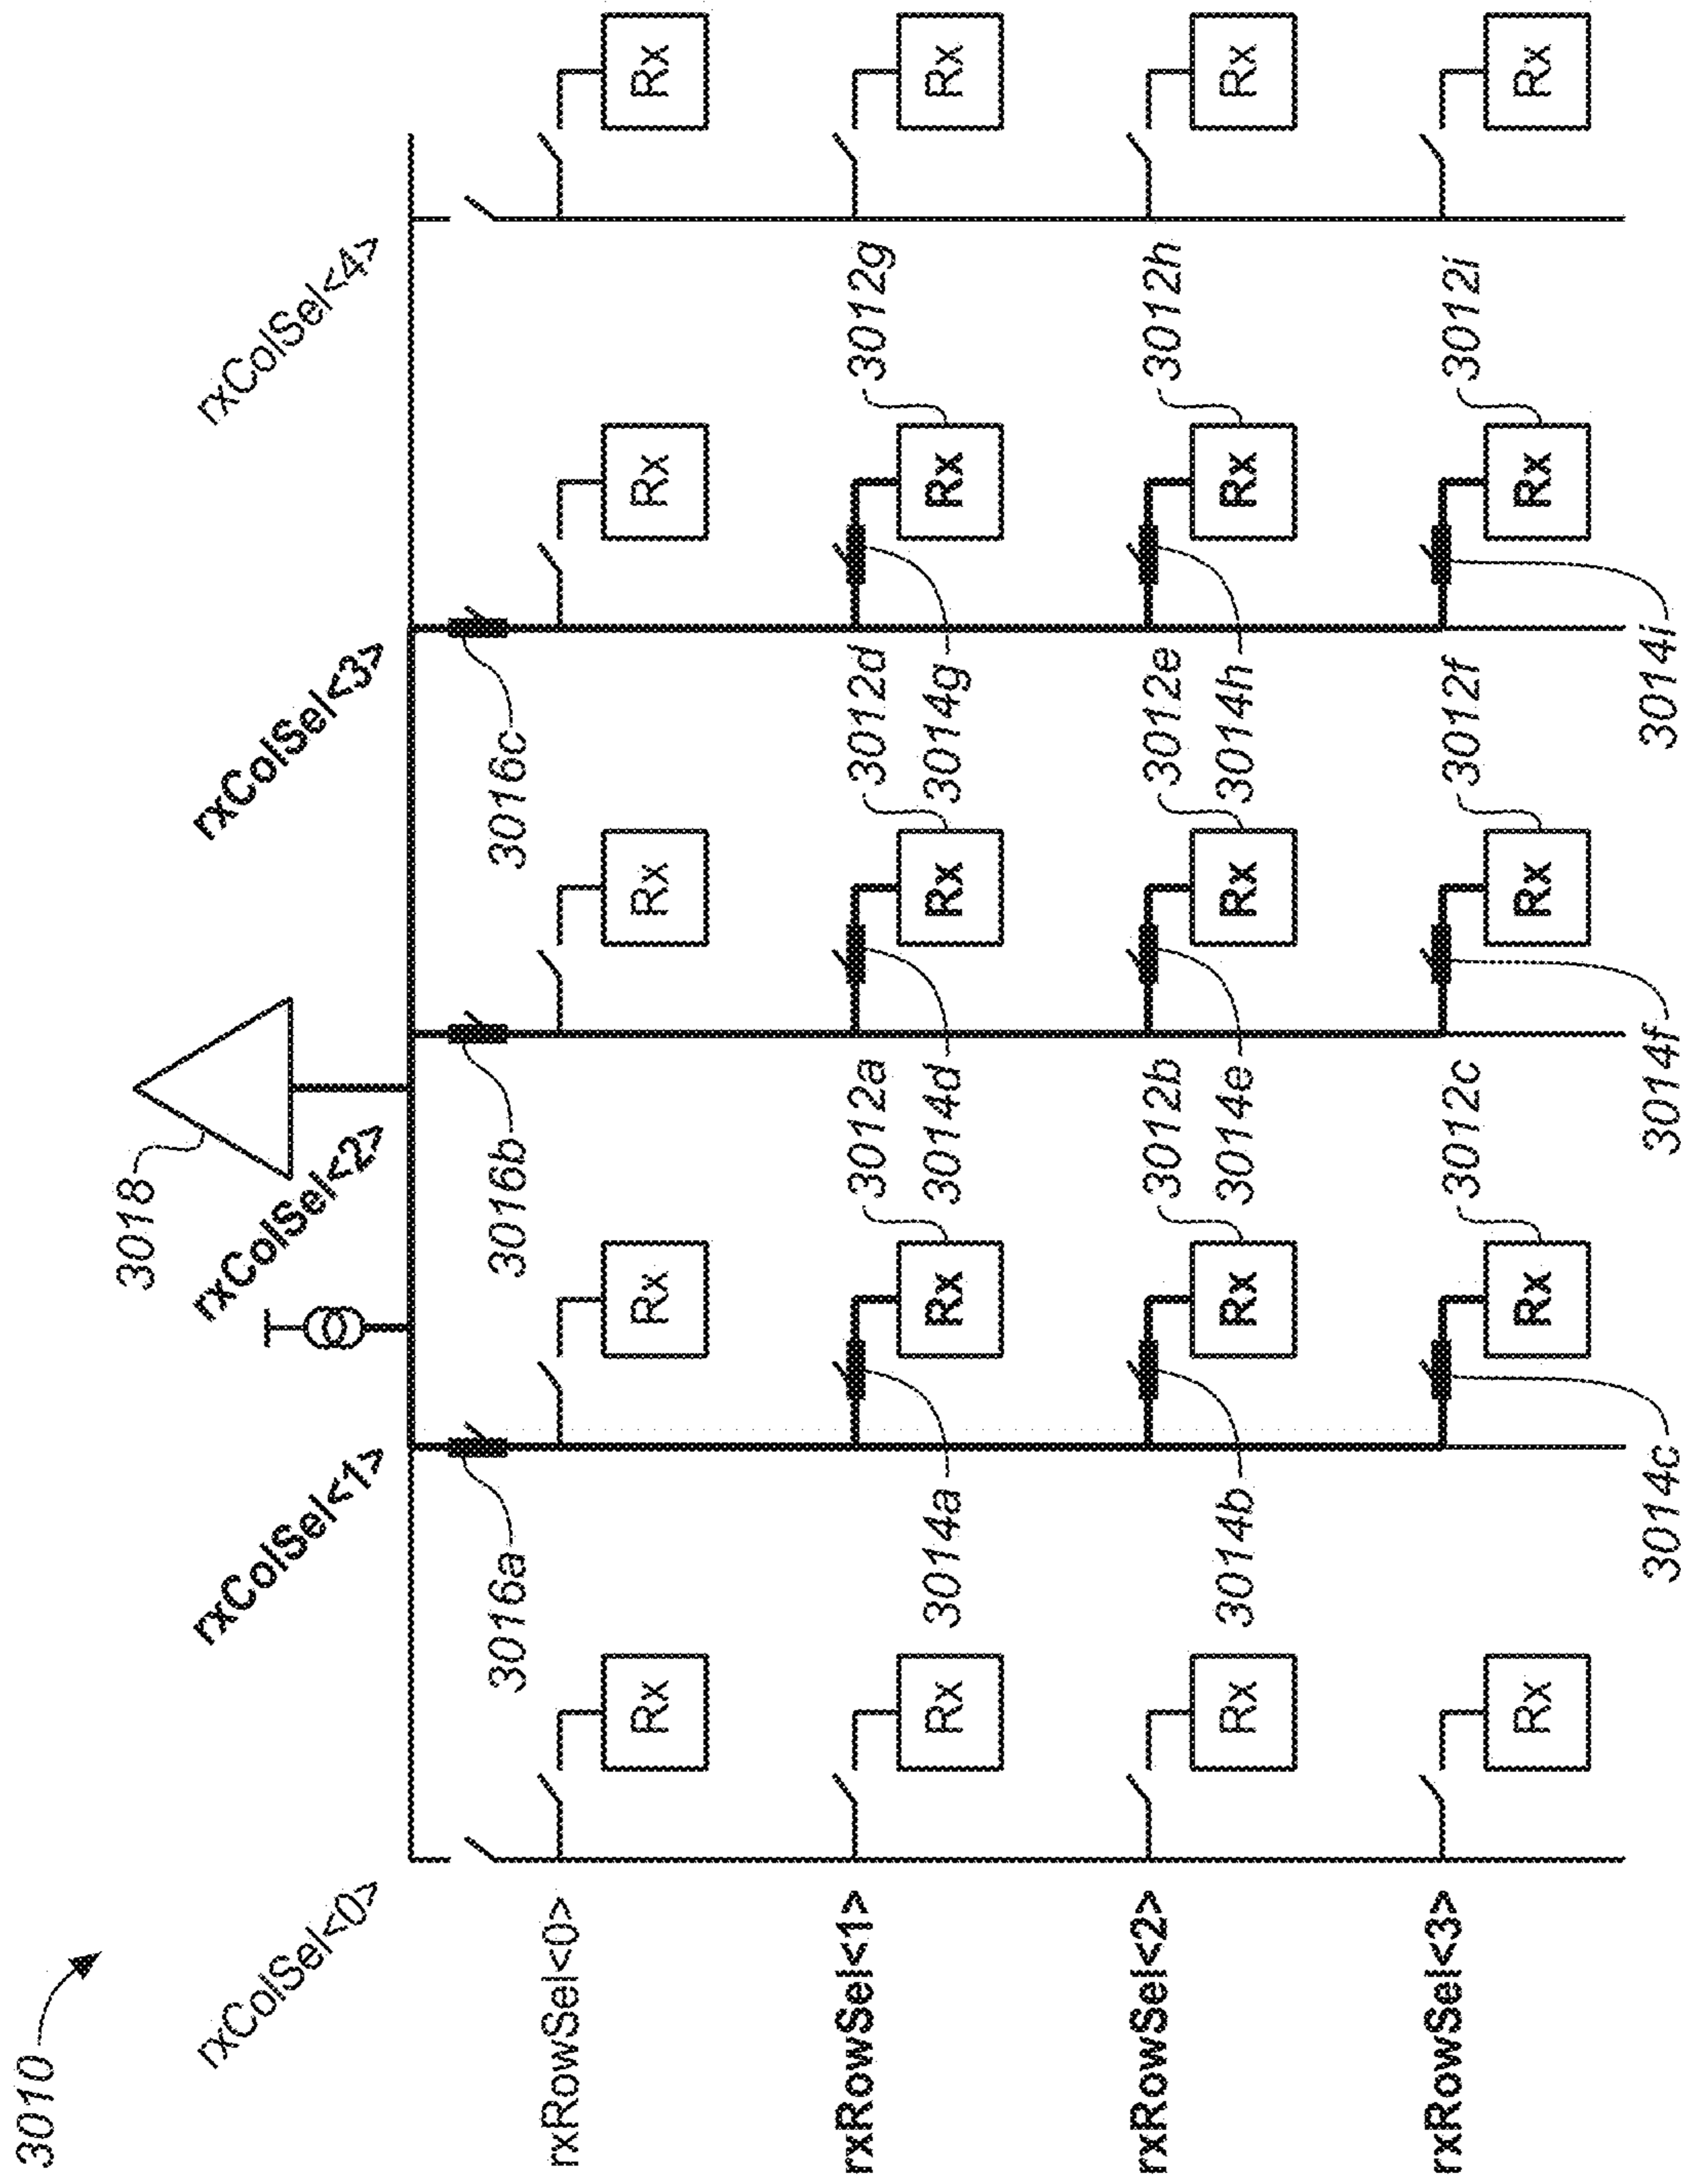 3010
3018
rxColSel<0>
rxColSel<1>
rxColSel<2>
rxColSel<3>
rxColSel<4>
3016a
3016b
3016c
rxRowSel<0>
Rx
Rx
Rx
Rx
Rx
rxRowSel<1>
3012a
3012d
3012g
Rx
3014a
Rx
3014d
Rx
3014g
Rx
Rx
rxRowSel<2>
3012b
3012e
3012h
Rx
3014b
Rx
3014e
Rx
3014h
Rx
Rx
rxRowSel<3>
3012c
3012f
3012i
Rx
Rx
Rx
Rx
Rx
3014c
3014f
3014i